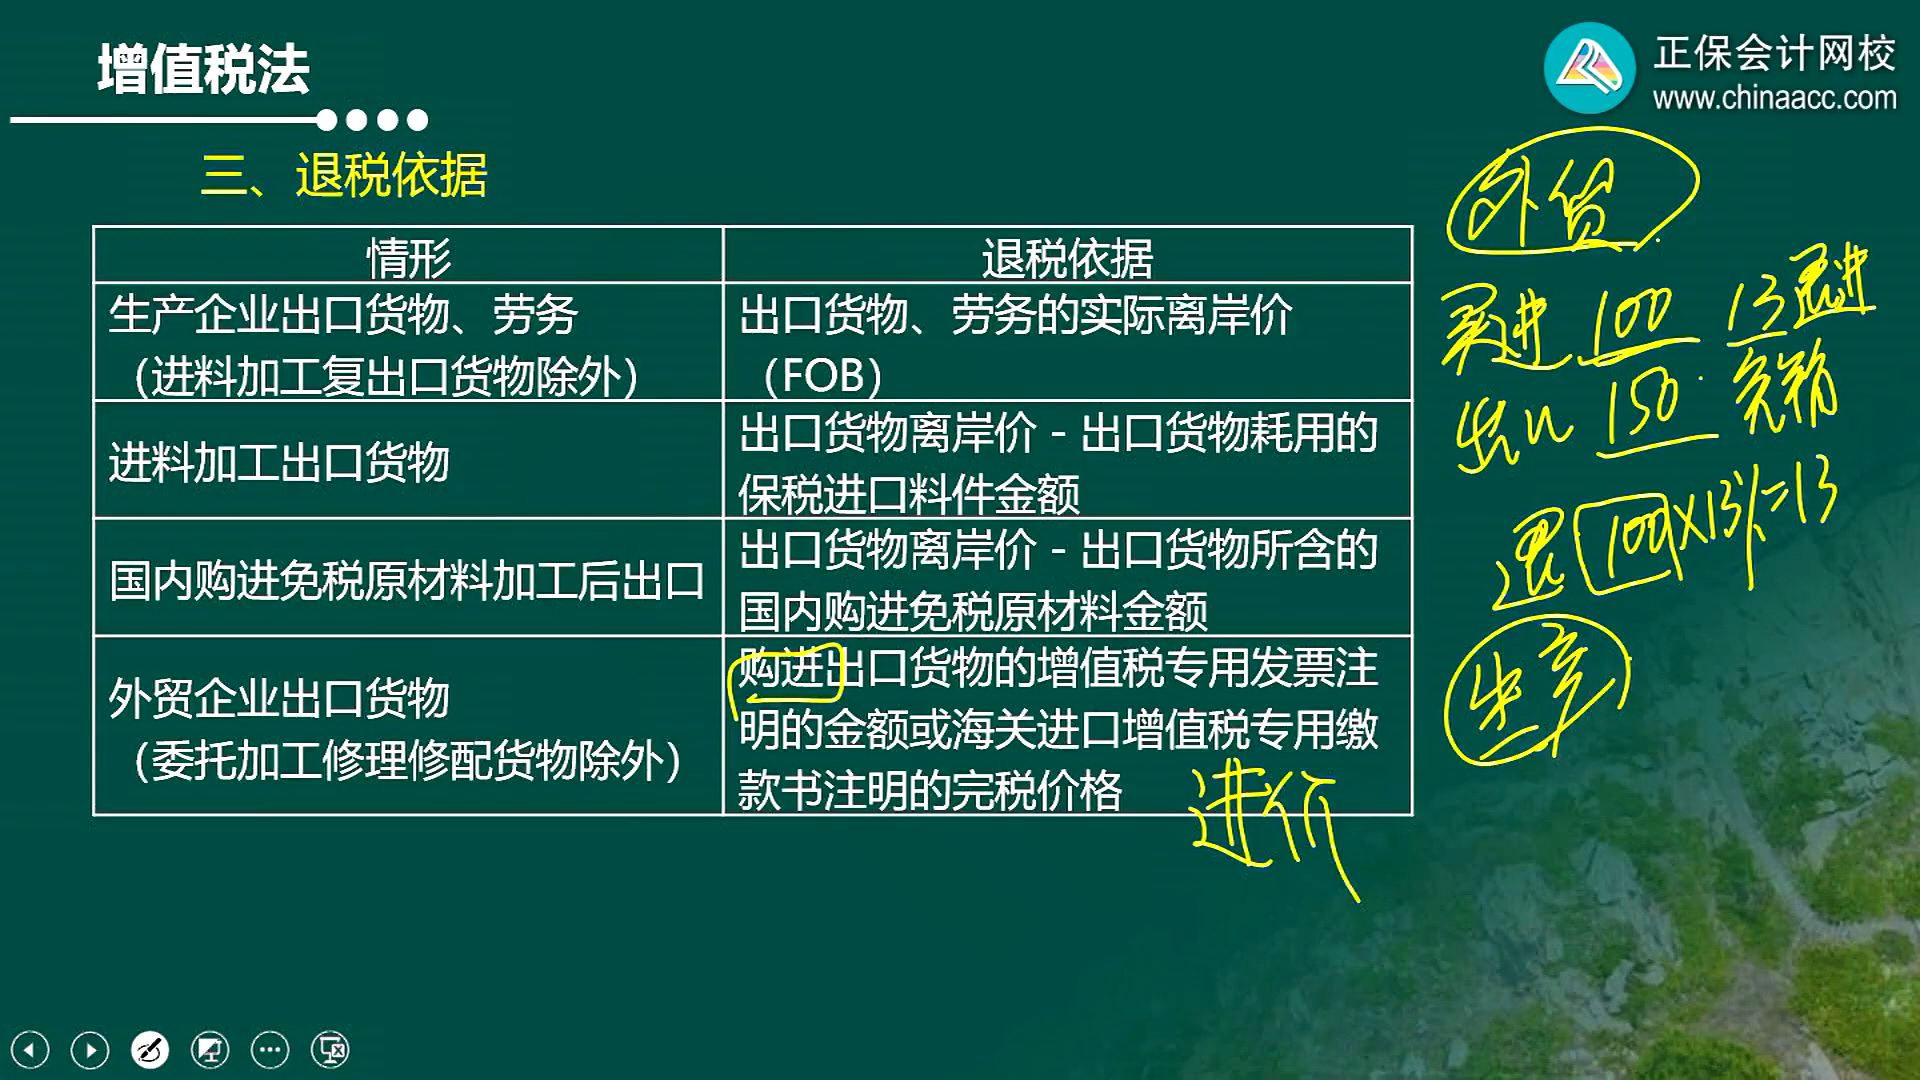 增值税法
正保会计网校
www.chinaacc.com
三、退税依据
情形
退税依据
生产企业出口货物、劳务
（进料加工复出口货物除外）
出口货物、劳务的实际离岸价
（FOB）
进料加工出口货物
出口货物离岸价－出口货物耗用的
保税进口料件金额
国内购进免税原材料加工后出口
出口货物离岸价－出口货物所含的
国内购进免税原材料金额
外贸企业出口货物
（委托加工修理修配货物除外）
购进出口货物的增值税专用发票注
明的金额或海关进口增值税专用缴
款书注明的完税价格
进价
外贸
买进 100 13 退进
出口 150 免销
退 100×13%=13
生产